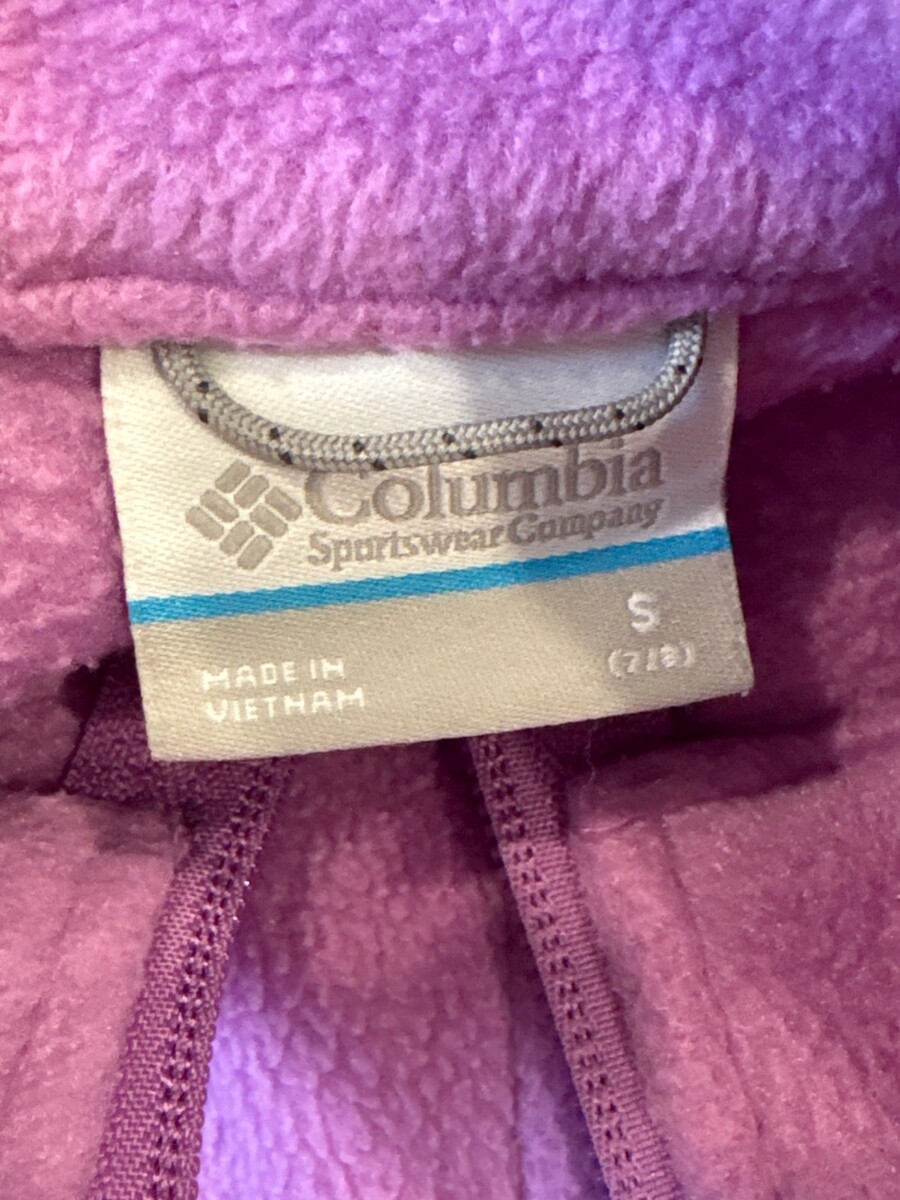 Columbia
Sportswear Company
S
(7/8)
MADE IN
VIETNAM